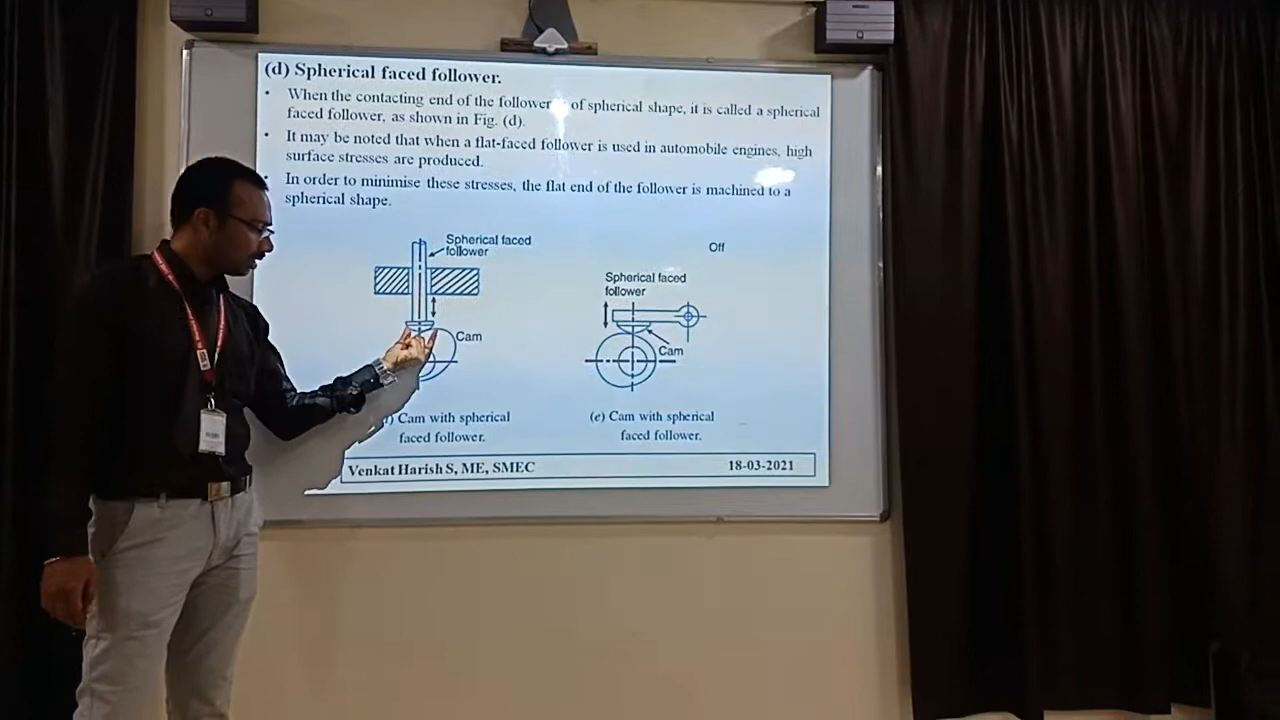 (d) Spherical faced follower.
• When the contacting end of the follower of spherical shape, it is called a spherical
faced follower, as shown in Fig. (d).
• It may be noted that when a flat-faced follower is used in automobile engines, high
surface stresses are produced.
• In order to minimise these stresses, the flat end of the follower is machined to a
spherical shape.
Spherical faced
follower
Cam
Off
Spherical faced
follower
Cam
Cam with spherical
faced follower.
(e) Cam with spherical
faced follower.
Venkat Harish S, ME, SMEC
18-03-2021